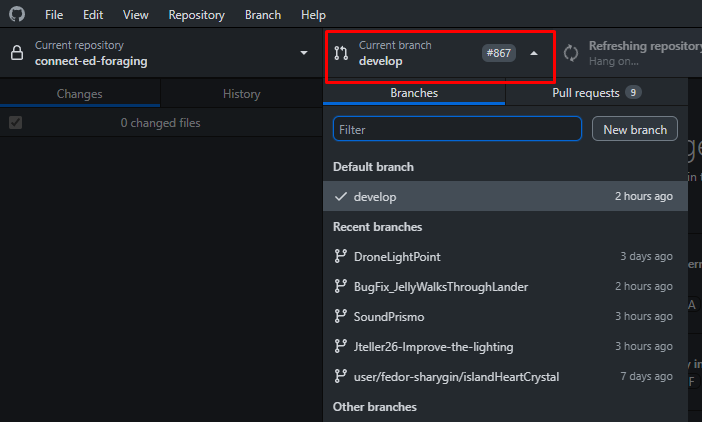 File Edit View Repository Branch Help
Current repository
connect-ed-foraging
Current branch
develop
#867
Refreshing repository
Hang on...
Changes
History
0 changed files
Branches
Pull requests 9
Filter
New branch
Default branch
develop 2 hours ago
Recent branches
DroneLightPoint 3 days ago
BugFix_JellyWalksThroughLander 2 hours ago
SoundPrismo 3 hours ago
Jteller26-Improve-the-lighting 3 hours ago
user/fedor-sharygin/islandHeartCrystal 7 days ago
Other branches